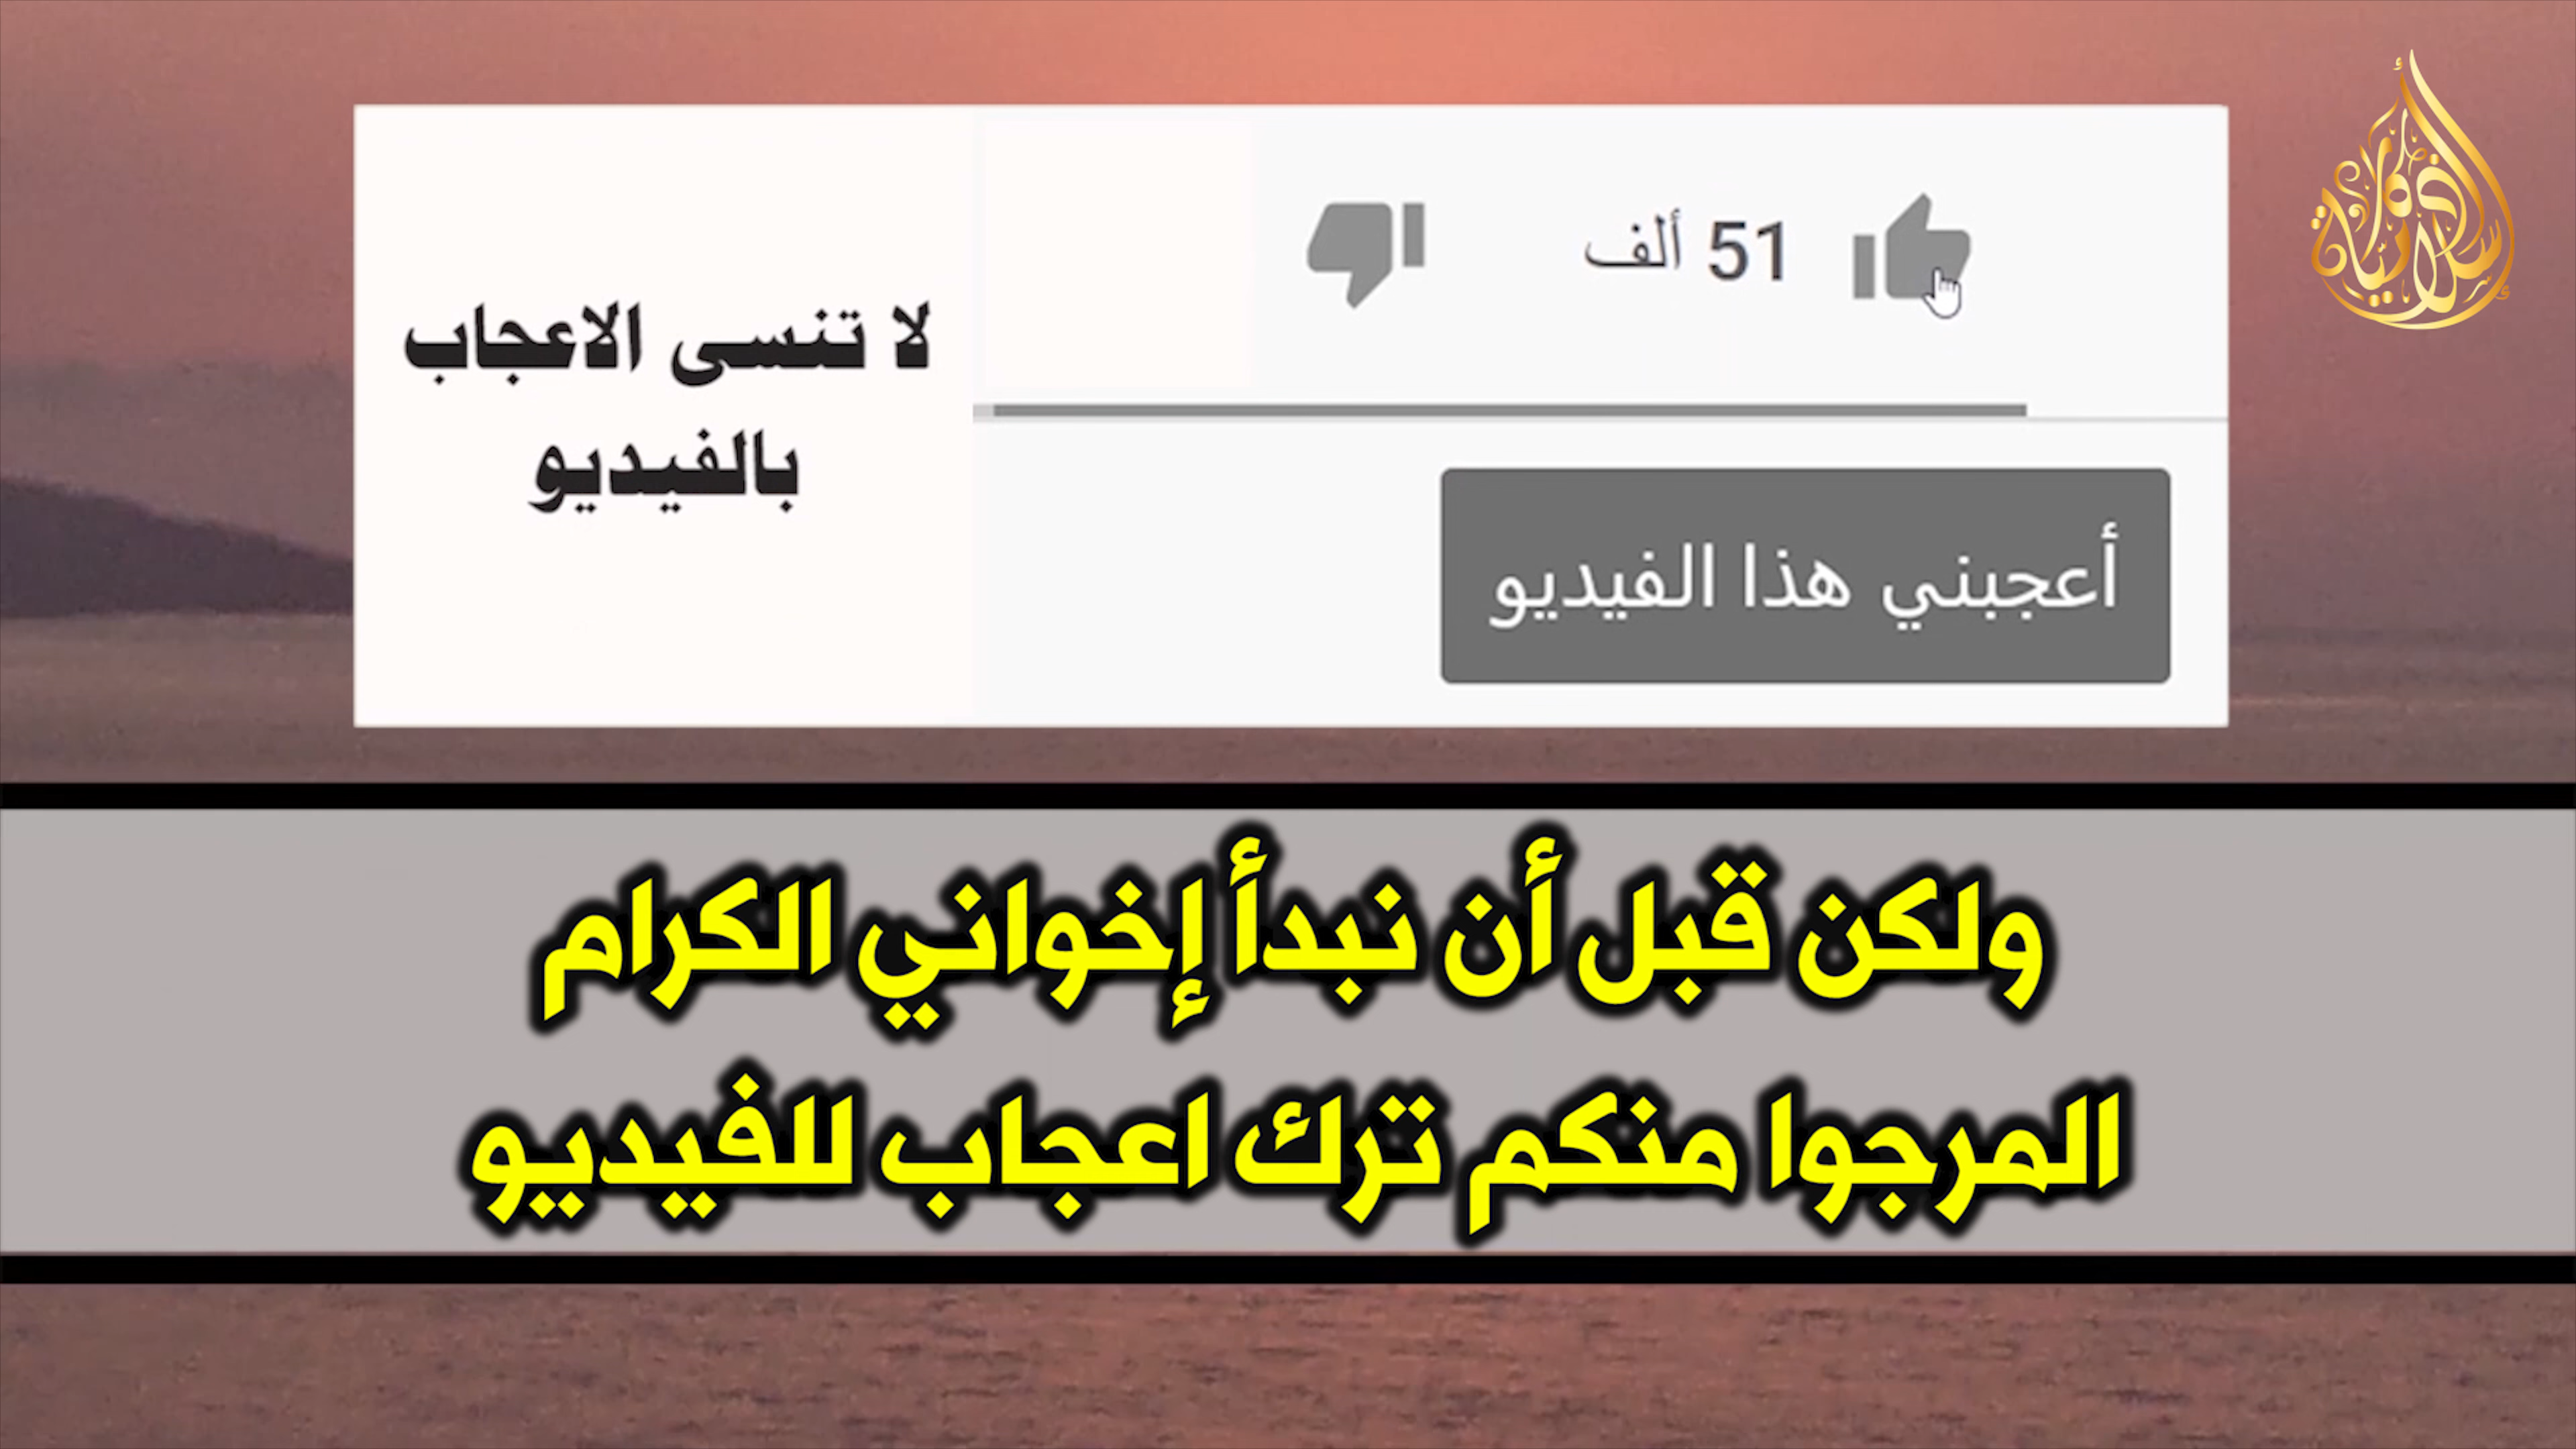 51 ألف
لا تنسى الاعجاب
بالفيديو
أعجبني هذا الفيديو
ولكن قبل أن نبدأ إخواني الكرام
المرجوا منكم ترك اعجاب للفيديو